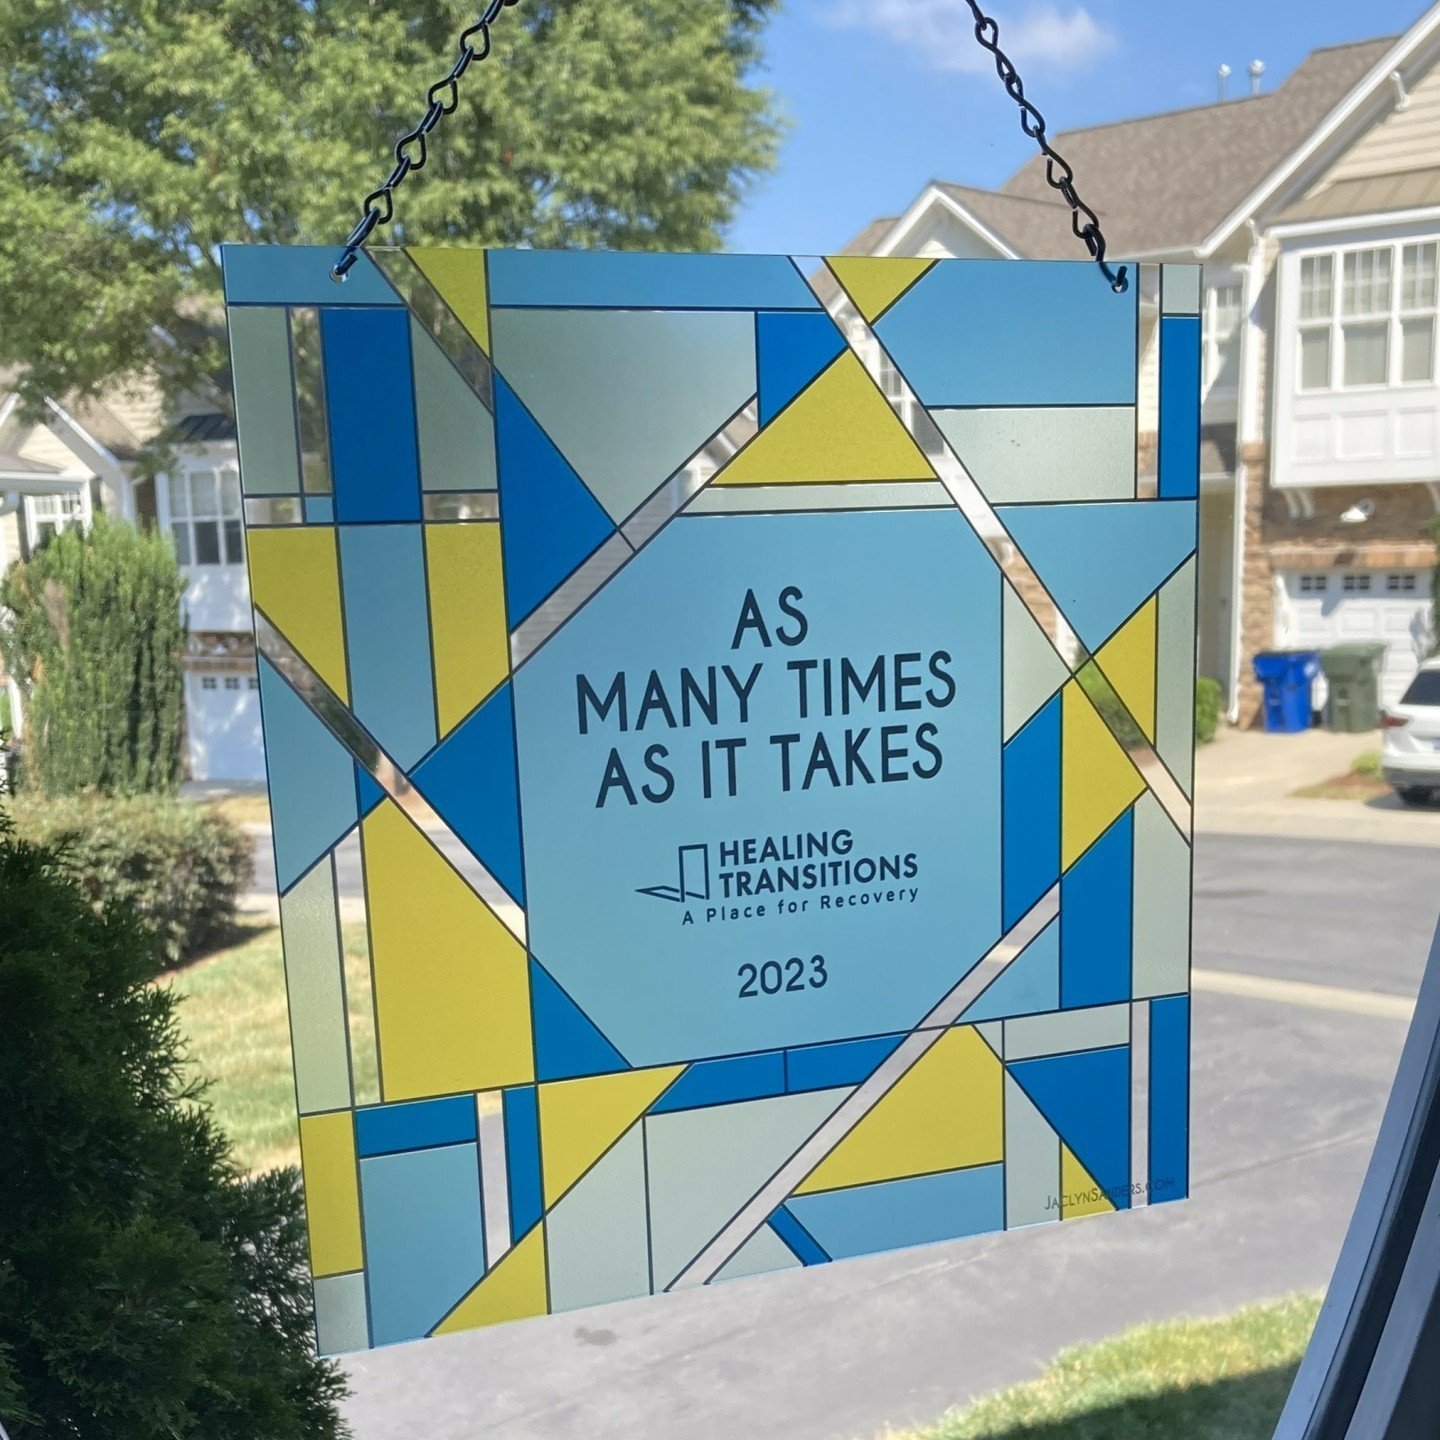 AS
MANY TIMES
AS IT TAKES
HEALING
TRANSITIONS
A Place for Recovery
2023
JACLYNSANDERS.COM